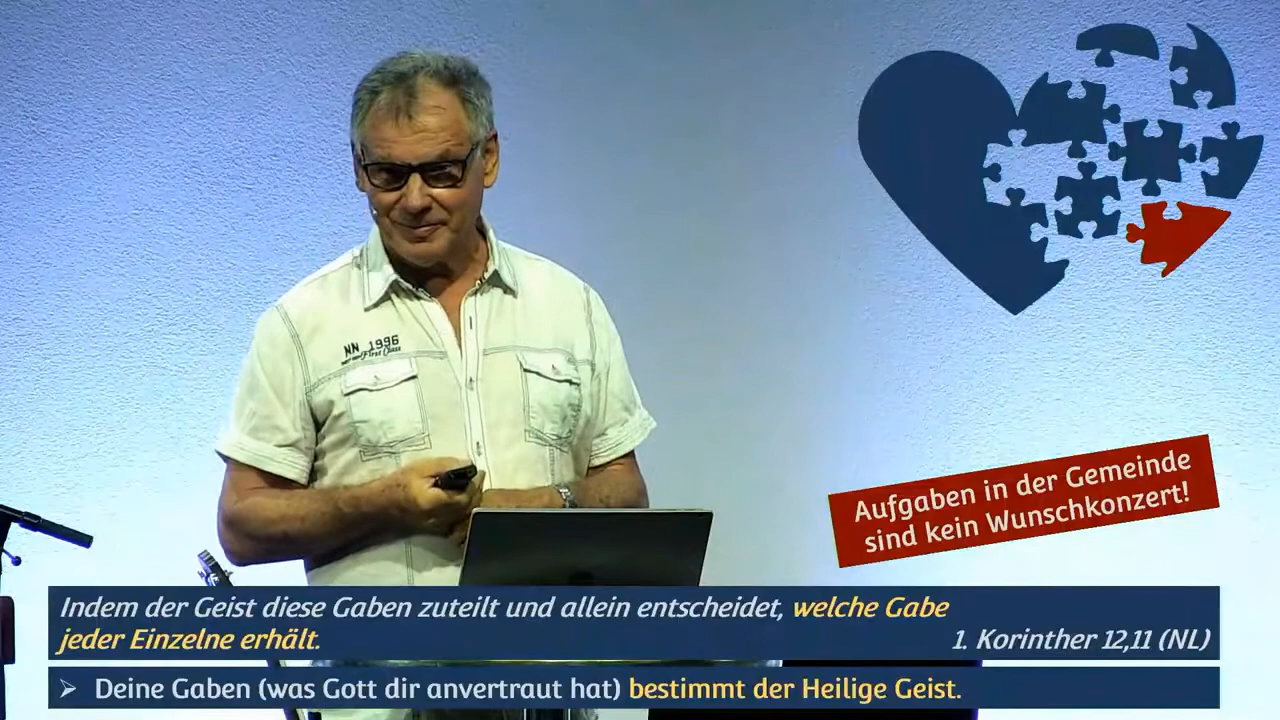 NN 1996
First Class
Aufgaben in der Gemeinde
sind kein Wunschkonzert!
Indem der Geist diese Gaben zuteilt und allein entscheidet, welche Gabe
jeder Einzelne erhält.
1. Korinther 12,11 (NL)
➢ Deine Gaben (was Gott dir anvertraut hat) bestimmt der Heilige Geist.